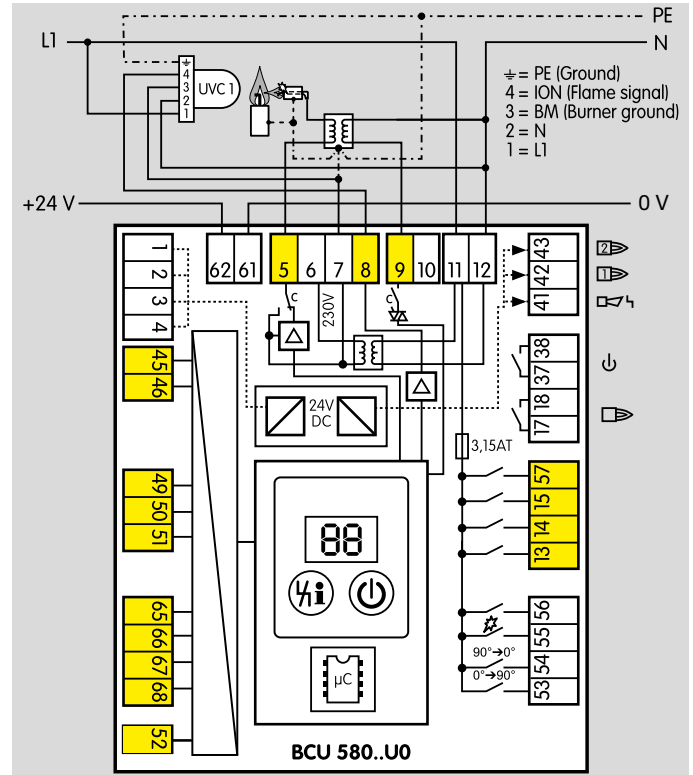 PE
L1
N
4
3
2
1
UVC 1
= PE (Ground)
4 = ION (Flame signal)
3 = BM (Burner ground)
2 = N
1 = L1
+24 V
0 V
1
2
3
4
62 61
5 6 7 8
9 10
11 12
43
42
41
2
1
c
230V
c
45
46
38
37
18
17
24V
DC
3,15AT
49
50
51
57
15
14
13
88
i
65
66
67
68
56
55
54
53
90°→0°
0°→90°
µC
52
BCU 580..U0